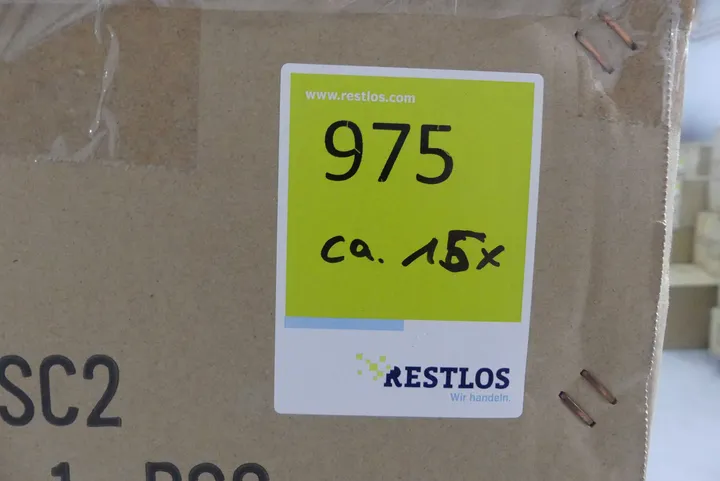 www.restlos.com
975
ca. 15x
RESTLOS
Wir handeln.
SC2